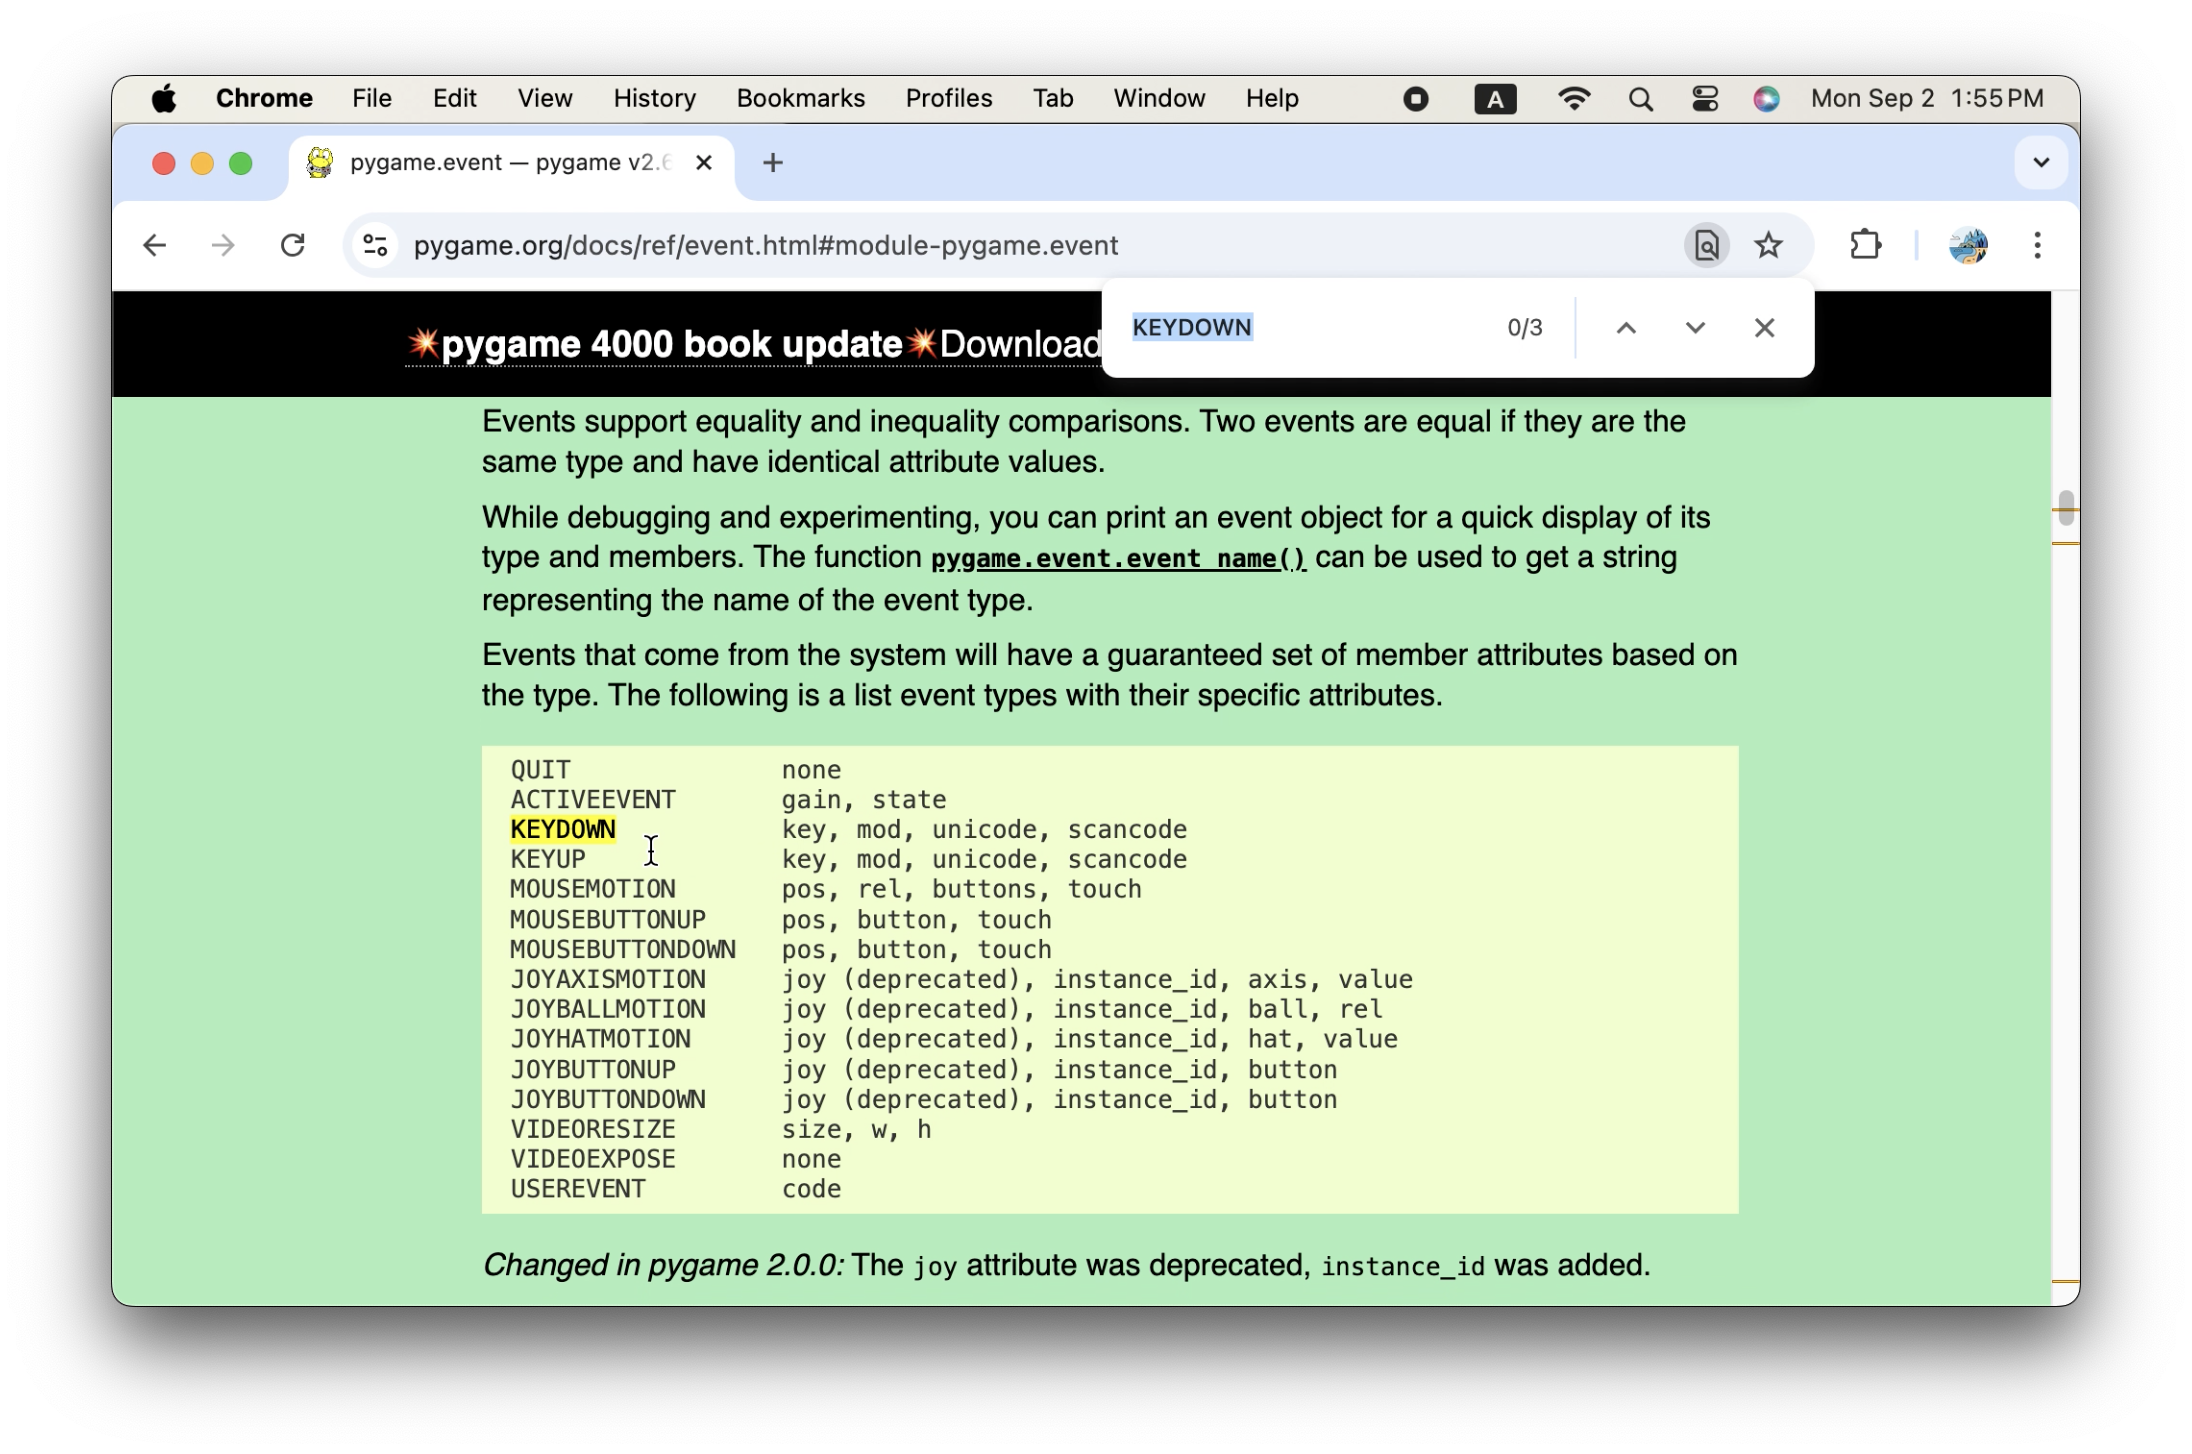 Chrome File Edit View History Bookmarks Profiles Tab Window Help A Mon Sep 2 1:55 PM
pygame.event — pygame v2.6
pygame.org/docs/ref/event.html#module-pygame.event
KEYDOWN 0/3
💥pygame 4000 book update💥Download
Events support equality and inequality comparisons. Two events are equal if they are the
same type and have identical attribute values.
While debugging and experimenting, you can print an event object for a quick display of its
type and members. The function pygame.event.event_name() can be used to get a string
representing the name of the event type.
Events that come from the system will have a guaranteed set of member attributes based on
the type. The following is a list event types with their specific attributes.
QUIT none
ACTIVEEVENT gain, state
KEYDOWN key, mod, unicode, scancode
KEYUP key, mod, unicode, scancode
MOUSEMOTION pos, rel, buttons, touch
MOUSEBUTTONUP pos, button, touch
MOUSEBUTTONDOWN pos, button, touch
JOYAXISMOTION joy (deprecated), instance_id, axis, value
JOYBALLMOTION joy (deprecated), instance_id, ball, rel
JOYHATMOTION joy (deprecated), instance_id, hat, value
JOYBUTTONUP joy (deprecated), instance_id, button
JOYBUTTONDOWN joy (deprecated), instance_id, button
VIDEORESIZE size, w, h
VIDEOEXPOSE none
USEREVENT code
Changed in pygame 2.0.0: The joy attribute was deprecated, instance_id was added.